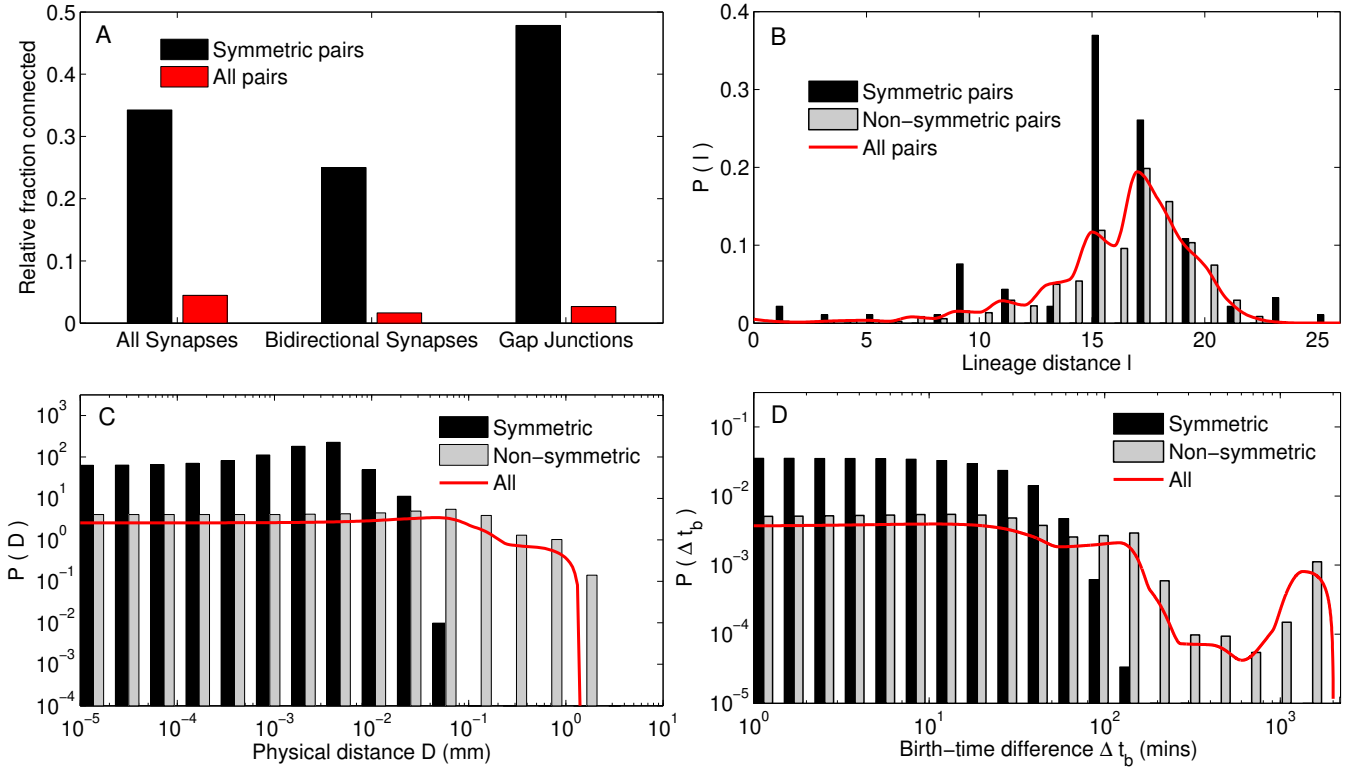 A
Relative fraction connected
0.5
0.4
0.3
0.2
0.1
0
Symmetric pairs
All pairs
All Synapses Bidirectional Synapses Gap Junctions
B
P ( l )
0.4
0.3
0.2
0.1
0
Symmetric pairs
Non−symmetric pairs
All pairs
0 5 10 15 20 25
Lineage distance l
C
P ( D )
10^3
10^2
10^1
10^0
10^−1
10^−2
10^−3
10^−4
Symmetric
Non−symmetric
All
10^−5 10^−4 10^−3 10^−2 10^−1 10^0 10^1
Physical distance D (mm)
D
P ( Δ t_b )
10^−1
10^−2
10^−3
10^−4
10^−5
Symmetric
Non−symmetric
All
10^0 10^1 10^2 10^3
Birth−time difference Δ t_b (mins)